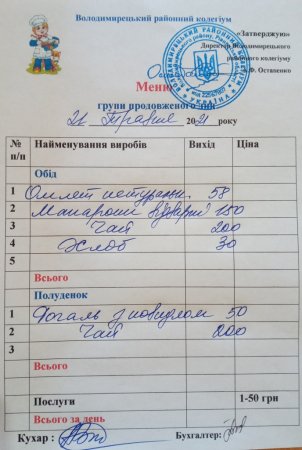 Володимирецький районний колегіум
«Затверджую»
Директор Володимирецького
районного колегіуму
А.Ф. Остапенко
Меню
групи продовженого дня
21 Травня 2021 року
№ п/п Найменування виробів Вихід Ціна
Обід
1 Омлет натуральн. 58
2 Макарони відварні 150
3 Чай 200
4 Хліб 30
5
Всього
Полуденок
1 Рогаль з повидлом 50
2 Чай 200
3
Всього
Послуги 1-50 грн
Всього за день
Кухар : Бухгалтер: